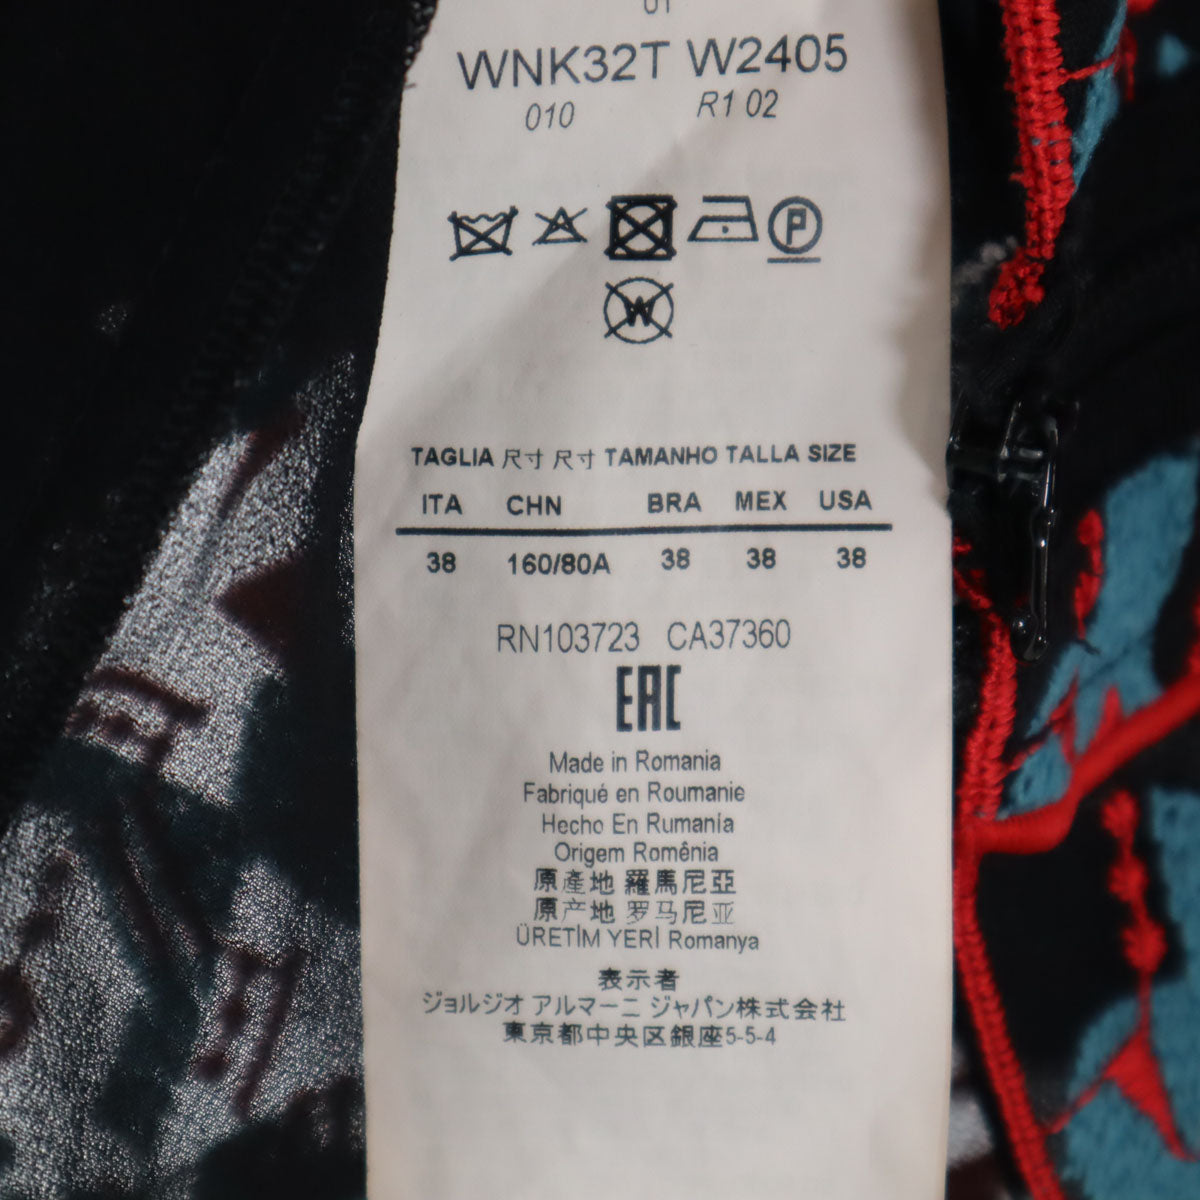 01
WNK32T W2405
010 R1 02
P
W
TAGLIA 尺寸 尺寸 TAMANHO TALLA SIZE
ITA CHN BRA MEX USA
38 160/80A 38 38 38
RN103723 CA37360
EAC
Made in Romania
Fabriqué en Roumanie
Hecho En Rumanía
Origem Romênia
原產地 羅馬尼亞
原产地 罗马尼亚
ÜRETİM YERİ Romanya
表示者
ジョルジオ アルマーニ ジャパン株式会社
東京都中央区銀座5-5-4